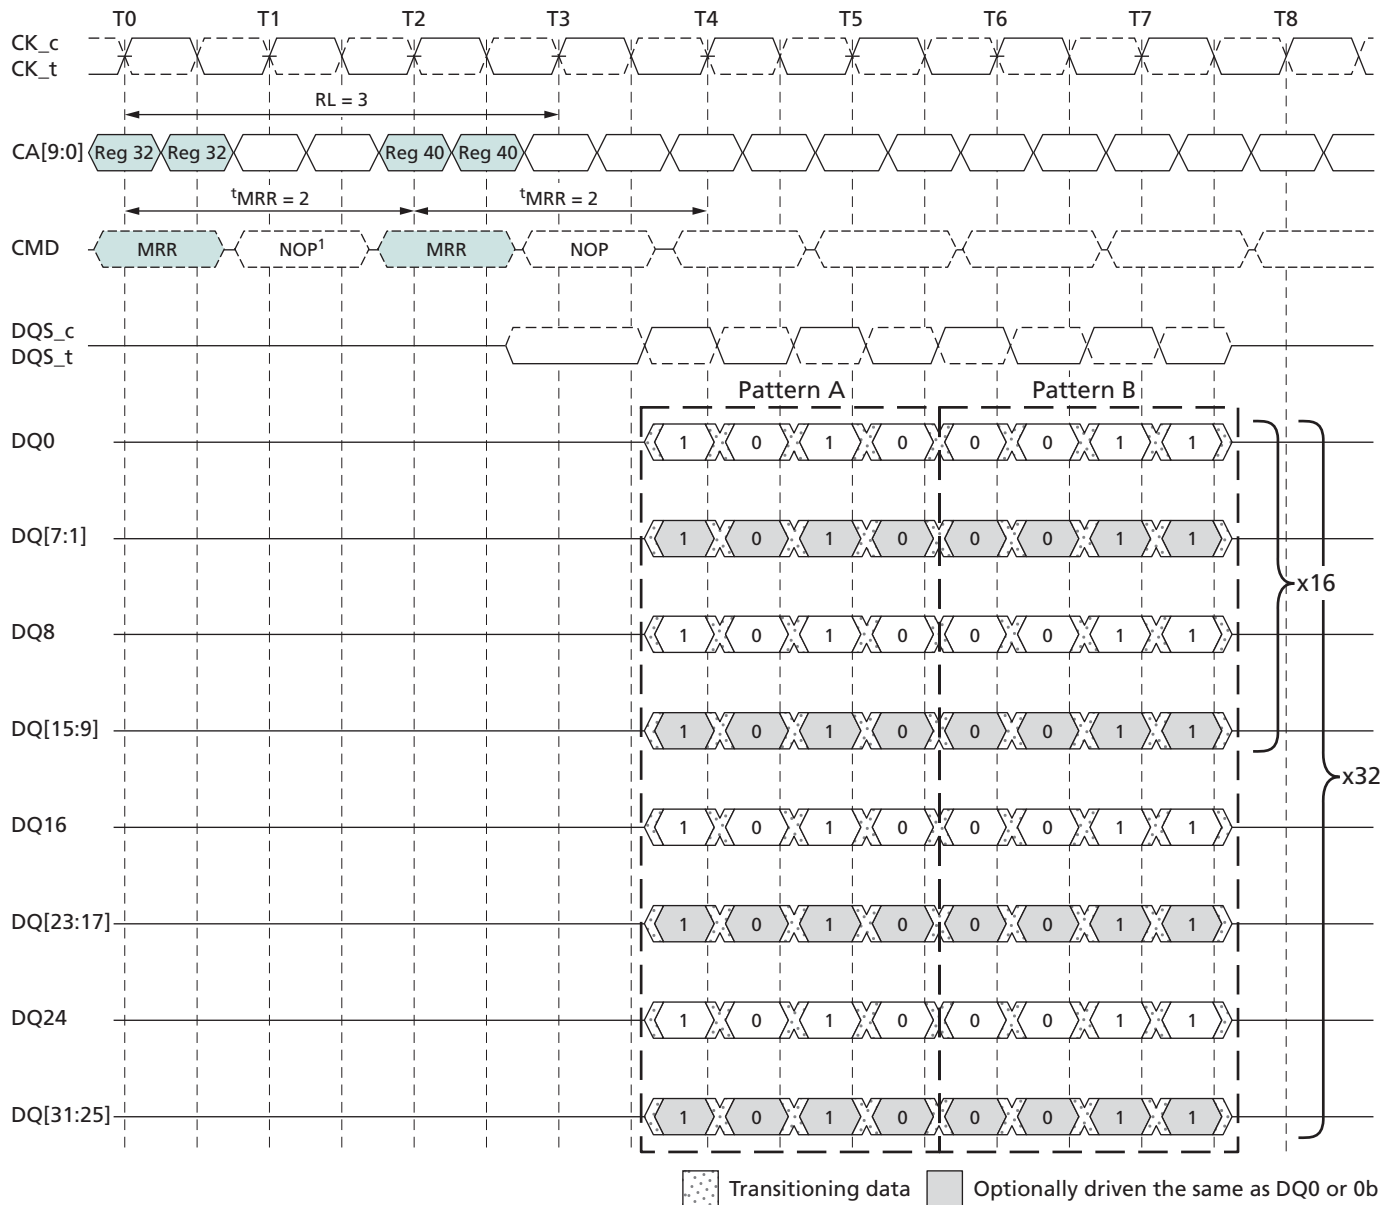 T0 T1 T2 T3 T4 T5 T6 T7 T8
CK_c
CK_t
RL = 3
CA[9:0] Reg 32 Reg 32 Reg 40 Reg 40
tMRR = 2 tMRR = 2
CMD MRR NOP1 MRR NOP
DQS_c
DQS_t
Pattern A Pattern B
DQ0 1 0 1 0 0 0 1 1
DQ[7:1] 1 0 1 0 0 0 1 1
x16
DQ8 1 0 1 0 0 0 1 1
DQ[15:9] 1 0 1 0 0 0 1 1
x32
DQ16 1 0 1 0 0 0 1 1
DQ[23:17] 1 0 1 0 0 0 1 1
DQ24 1 0 1 0 0 0 1 1
DQ[31:25] 1 0 1 0 0 0 1 1
Transitioning data Optionally driven the same as DQ0 or 0b